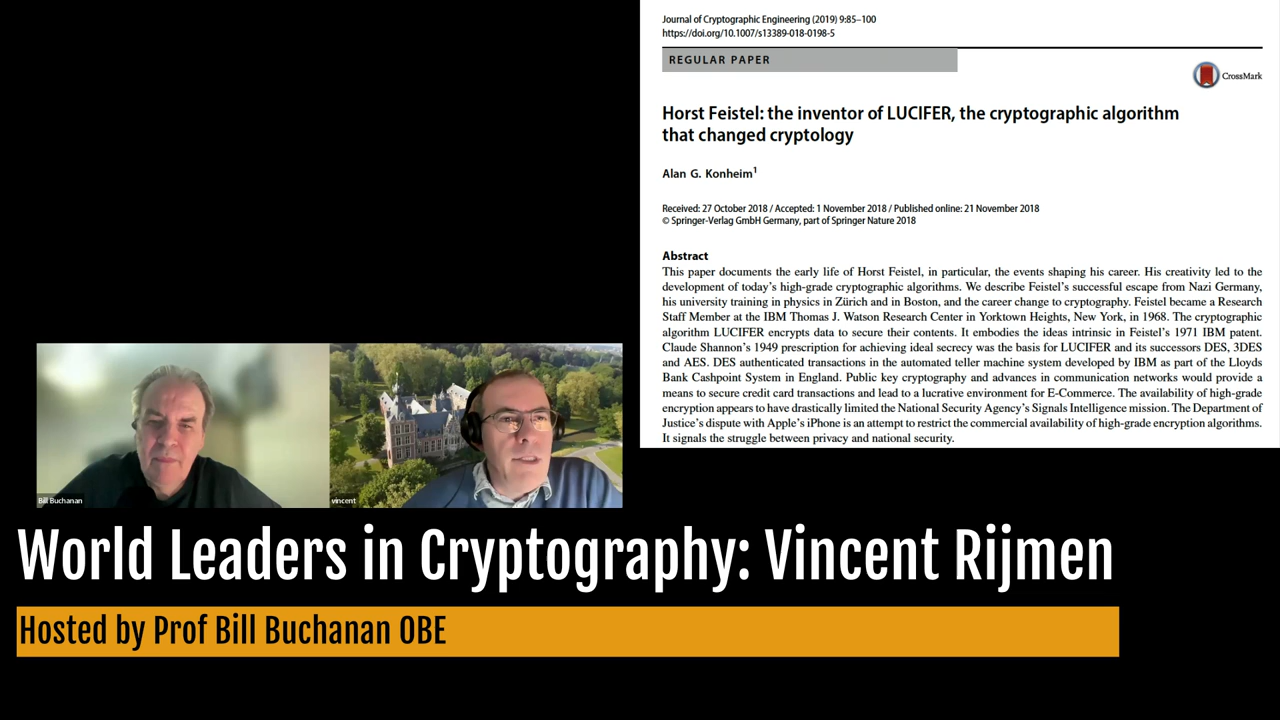 Journal of Cryptographic Engineering (2019) 9:85–100
https://doi.org/10.1007/s13389-018-0198-5
REGULAR PAPER
CrossMark
Horst Feistel: the inventor of LUCIFER, the cryptographic algorithm
that changed cryptology
Alan G. Konheim1
Received: 27 October 2018 / Accepted: 1 November 2018 / Published online: 21 November 2018
© Springer-Verlag GmbH Germany, part of Springer Nature 2018
Abstract
This paper documents the early life of Horst Feistel, in particular, the events shaping his career. His creativity led to the
development of today's high-grade cryptographic algorithms. We describe Feistel's successful escape from Nazi Germany,
his university training in physics in Zürich and in Boston, and the career change to cryptography. Feistel became a Research
Staff Member at the IBM Thomas J. Watson Research Center in Yorktown Heights, New York, in 1968. The cryptographic
algorithm LUCIFER encrypts data to secure their contents. It embodies the ideas intrinsic in Feistel's 1971 IBM patent.
Claude Shannon's 1949 prescription for achieving ideal secrecy was the basis for LUCIFER and its successors DES, 3DES
and AES. DES authenticated transactions in the automated teller machine system developed by IBM as part of the Lloyds
Bank Cashpoint System in England. Public key cryptography and advances in communication networks would provide a
means to secure credit card transactions and lead to a lucrative environment for E-Commerce. The availability of high-grade
encryption appears to have drastically limited the National Security Agency's Signals Intelligence mission. The Department of
Justice's dispute with Apple's iPhone is an attempt to restrict the commercial availability of high-grade encryption algorithms.
It signals the struggle between privacy and national security.
Bill Buchanan
vincent
World Leaders in Cryptography: Vincent Rijmen
Hosted by Prof Bill Buchanan OBE